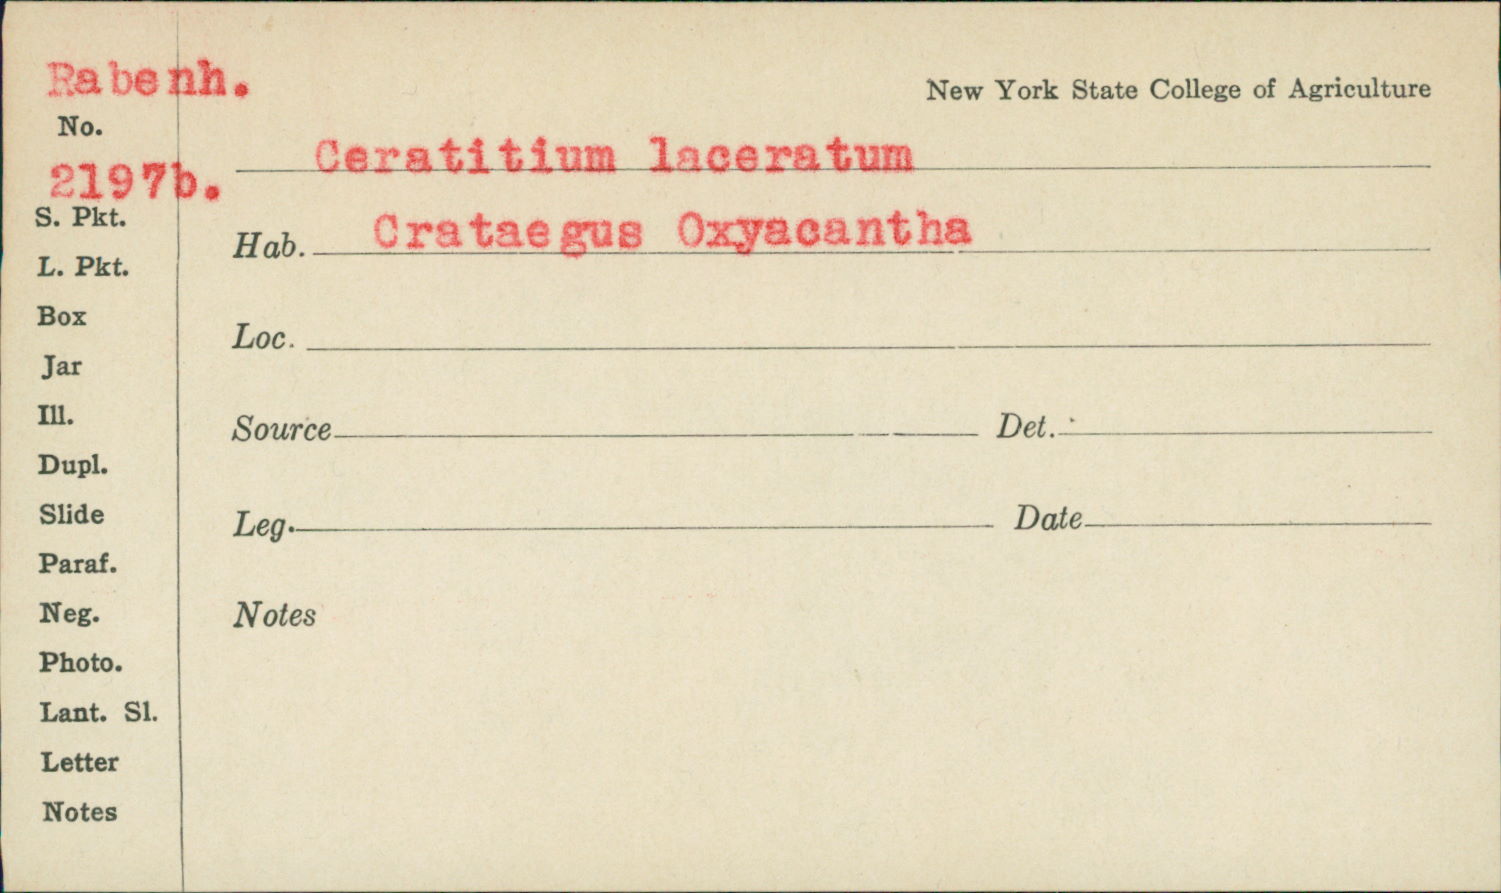 Rabenh.
New York State College of Agriculture
No.
Ceratitium laceratum
2197b.
S. Pkt.
Hab. Crataegus Oxyacantha
L. Pkt.
Box
Loc.
Jar
Ill.
Source Det.
Dupl.
Slide
Leg. Date
Paraf.
Neg.
Notes
Photo.
Lant. Sl.
Letter
Notes